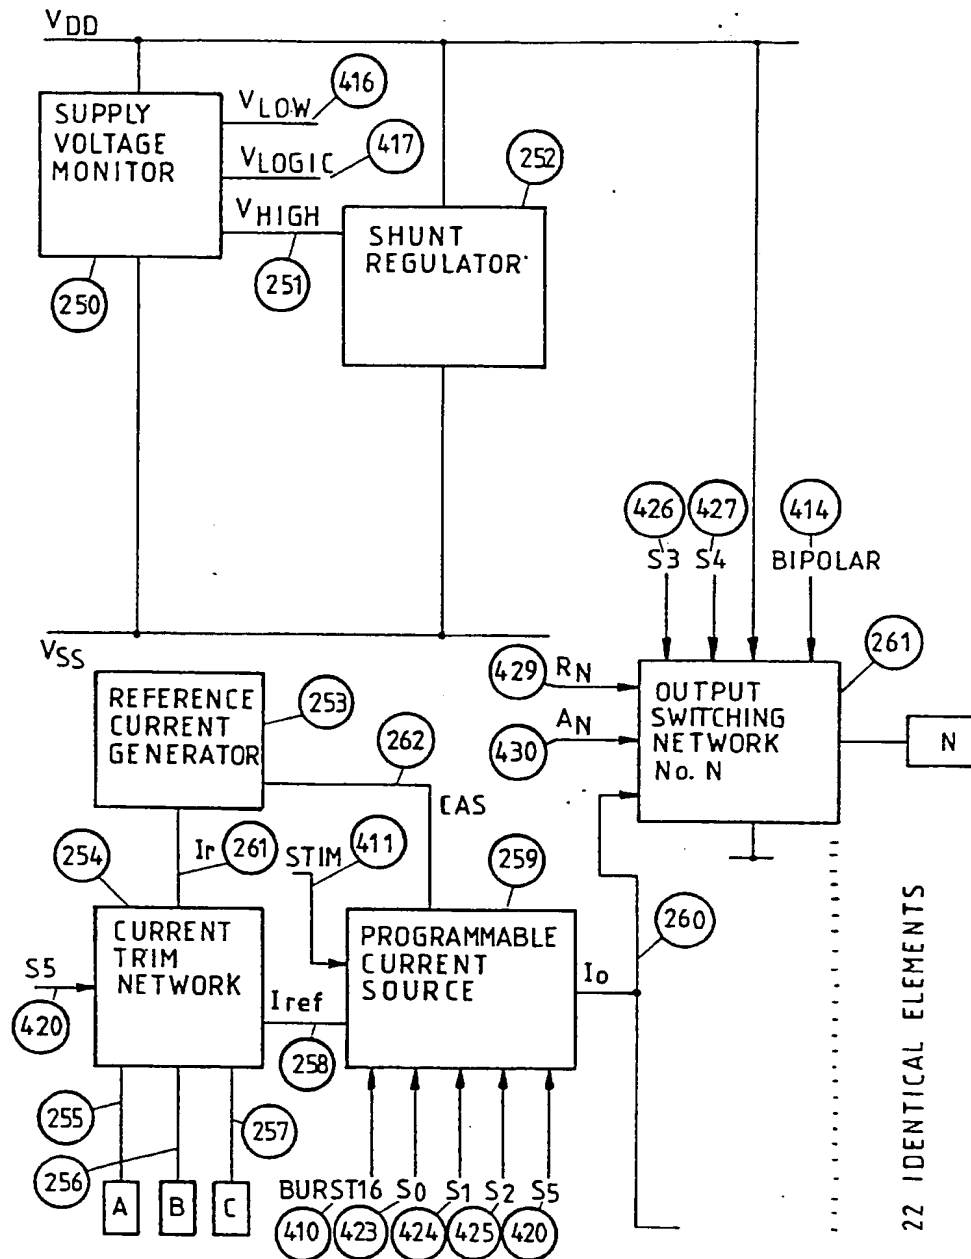 VDD
SUPPLY
VOLTAGE
MONITOR
VLOW
416
VLOGIC
417
VHIGH
251
250
252
SHUNT
REGULATOR
VSS
426
427
414
S3 S4 BIPOLAR
429
RN
430
AN
OUTPUT
SWITCHING
NETWORK
No. N
261
N
REFERENCE
CURRENT
GENERATOR
253
262
CAS
254
Ir
261
STIM
411
259
260
CURRENT
TRIM
NETWORK
S5
420
Iref
258
PROGRAMMABLE
CURRENT
SOURCE
Io
255
256
257
A B C
BURST16 S0 S1 S2 S5
410 423 424 425 420
22 IDENTICAL ELEMENTS